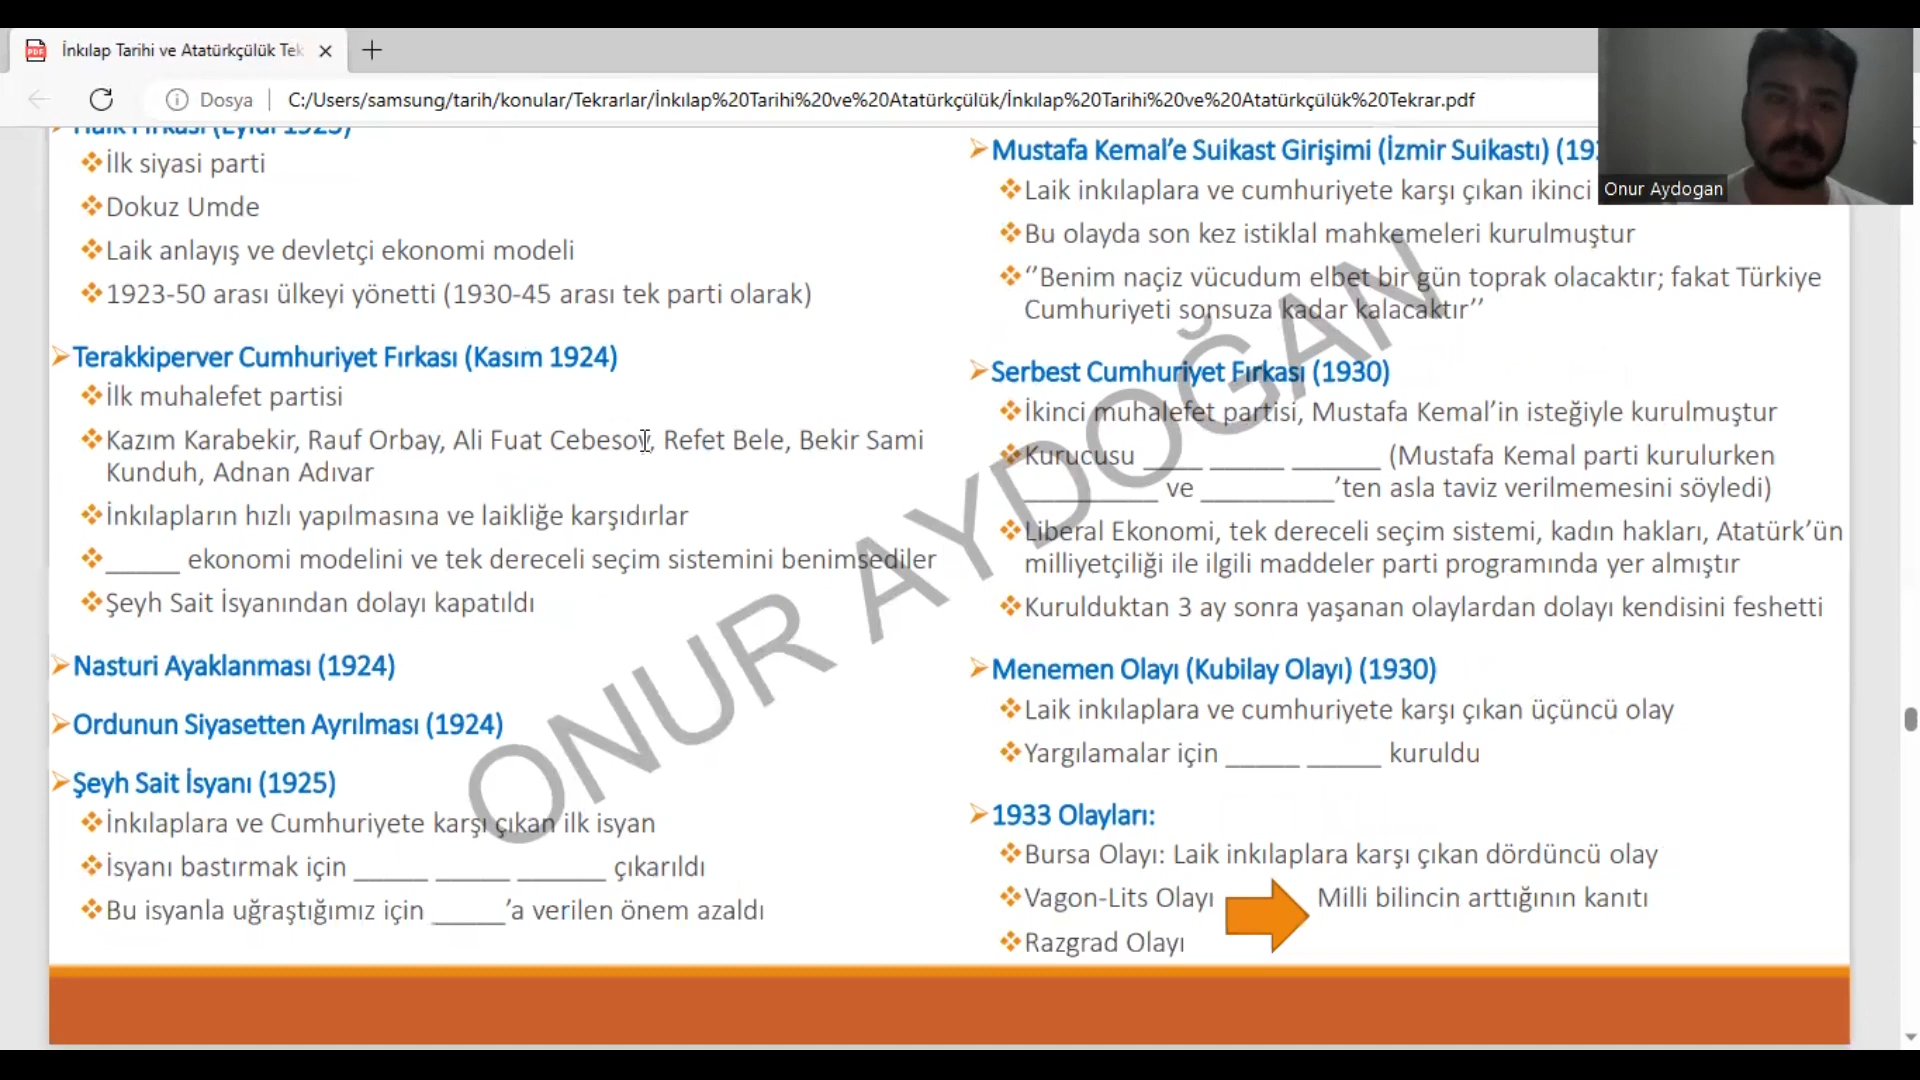 İnkılap Tarihi ve Atatürkçülük Tek
Dosya
C:/Users/samsung/tarih/konular/Tekrarlar/İnkılap%20Tarihi%20ve%20Atatürkçülük/İnkılap%20Tarihi%20ve%20Atatürkçülük%20Tekrar.pdf
Onur Aydogan
Halk Fırkası (Eylül 1923)
İlk siyasi parti
Dokuz Umde
Laik anlayış ve devletçi ekonomi modeli
1923-50 arası ülkeyi yönetti (1930-45 arası tek parti olarak)
Terakkiperver Cumhuriyet Fırkası (Kasım 1924)
İlk muhalefet partisi
Kazım Karabekir, Rauf Orbay, Ali Fuat Cebesoy, Refet Bele, Bekir Sami
Kunduh, Adnan Adıvar
İnkılapların hızlı yapılmasına ve laikliğe karşıdırlar
_____ ekonomi modelini ve tek dereceli seçim sistemini benimsediler
Şeyh Sait İsyanından dolayı kapatıldı
Nasturi Ayaklanması (1924)
Ordunun Siyasetten Ayrılması (1924)
Şeyh Sait İsyanı (1925)
İnkılaplara ve Cumhuriyete karşı çıkan ilk isyan
İsyanı bastırmak için _____ _____ ______ çıkarıldı
Bu isyanla uğraştığımız için _____'a verilen önem azaldı
Mustafa Kemal'e Suikast Girişimi (İzmir Suikastı) (19
Laik inkılaplara ve cumhuriyete karşı çıkan ikinci
Bu olayda son kez istiklal mahkemeleri kurulmuştur
‘’Benim naçiz vücudum elbet bir gün toprak olacaktır; fakat Türkiye
Cumhuriyeti sonsuza kadar kalacaktır’’
Serbest Cumhuriyet Fırkası (1930)
İkinci muhalefet partisi, Mustafa Kemal'in isteğiyle kurulmuştur
Kurucusu ____ _____ ______ (Mustafa Kemal parti kurulurken
_________ ve _________'ten asla taviz verilmemesini söyledi)
Liberal Ekonomi, tek dereceli seçim sistemi, kadın hakları, Atatürk'ün
milliyetçiliği ile ilgili maddeler parti programında yer almıştır
Kurulduktan 3 ay sonra yaşanan olaylardan dolayı kendisini feshetti
Menemen Olayı (Kubilay Olayı) (1930)
Laik inkılaplara ve cumhuriyete karşı çıkan üçüncü olay
Yargılamalar için _____ _____ kuruldu
1933 Olayları:
Bursa Olayı: Laik inkılaplara karşı çıkan dördüncü olay
Vagon-Lits Olayı
Milli bilincin arttığının kanıtı
Razgrad Olayı
ONUR AYDOĞAN